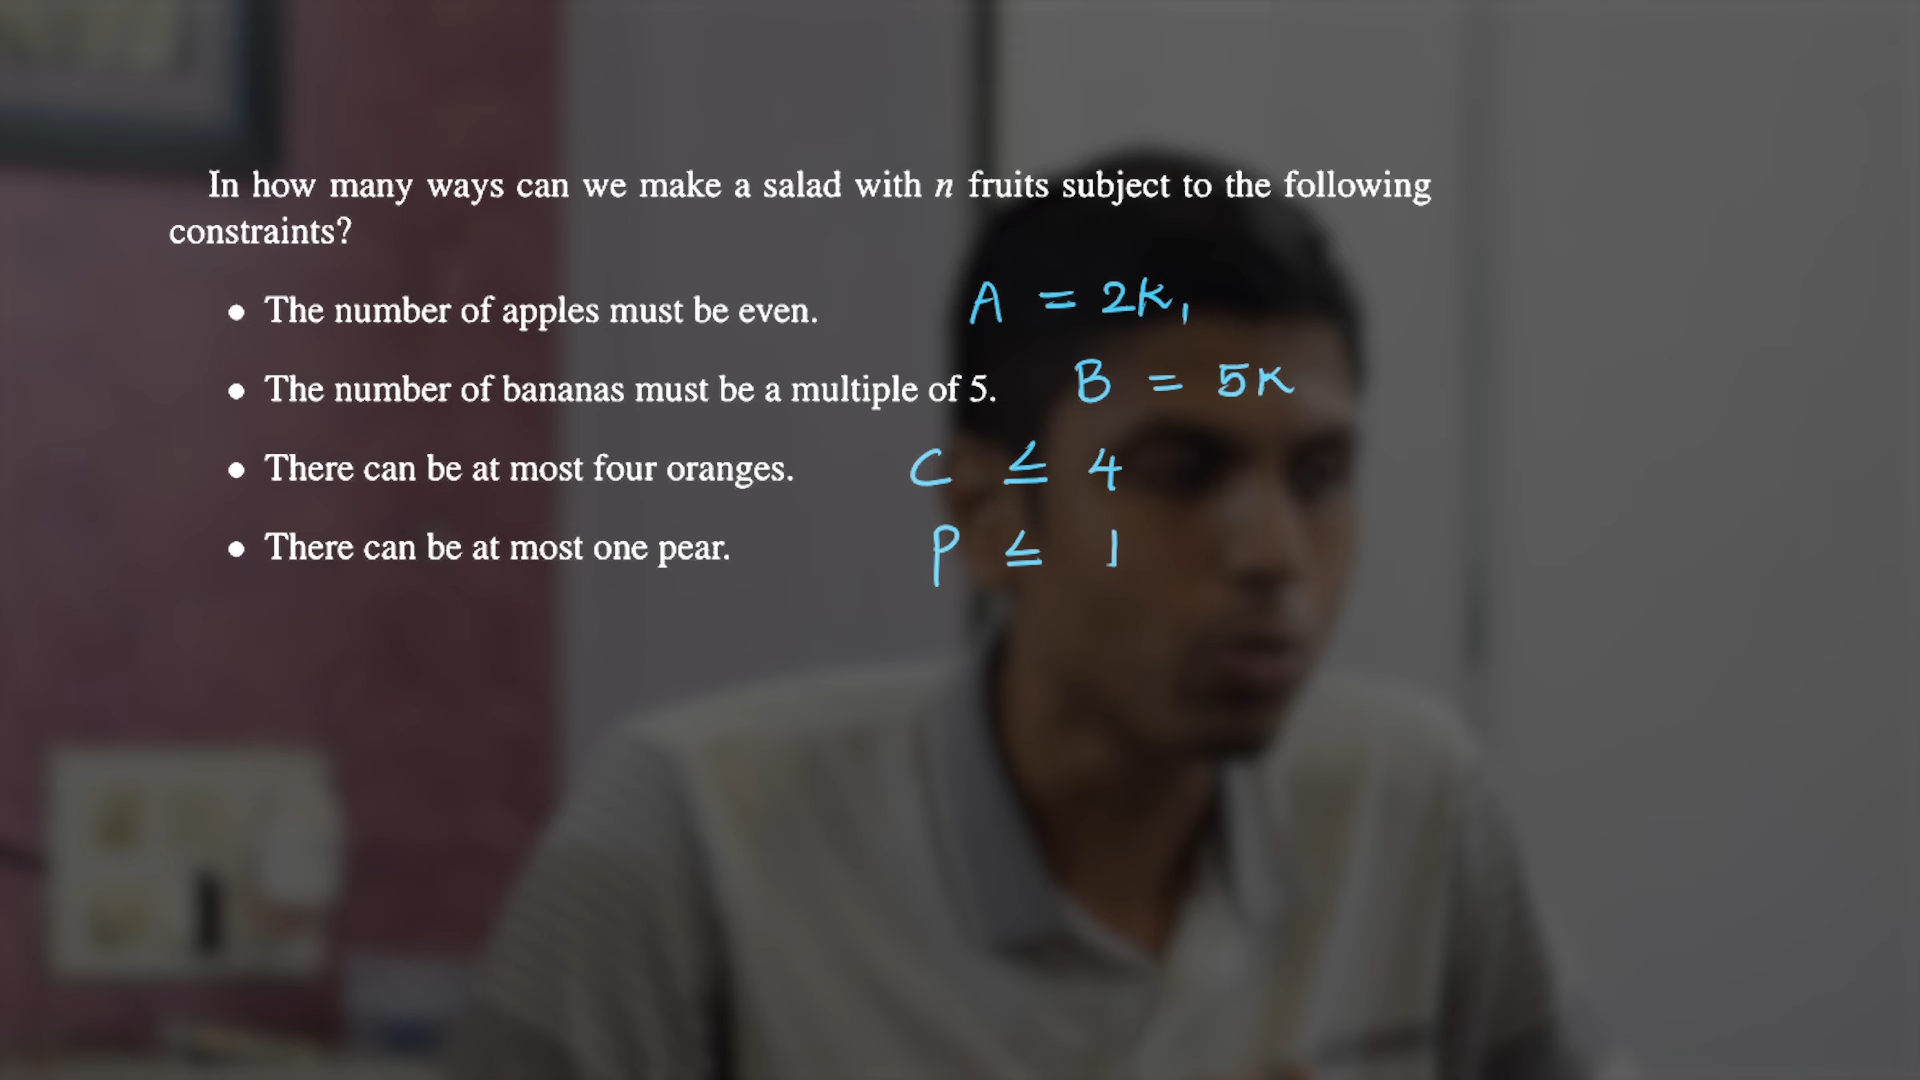 In how many ways can we make a salad with n fruits subject to the following
constraints?
• The number of apples must be even. A = 2k,
• The number of bananas must be a multiple of 5. B = 5k
• There can be at most four oranges. C ≤ 4
• There can be at most one pear. P ≤ 1